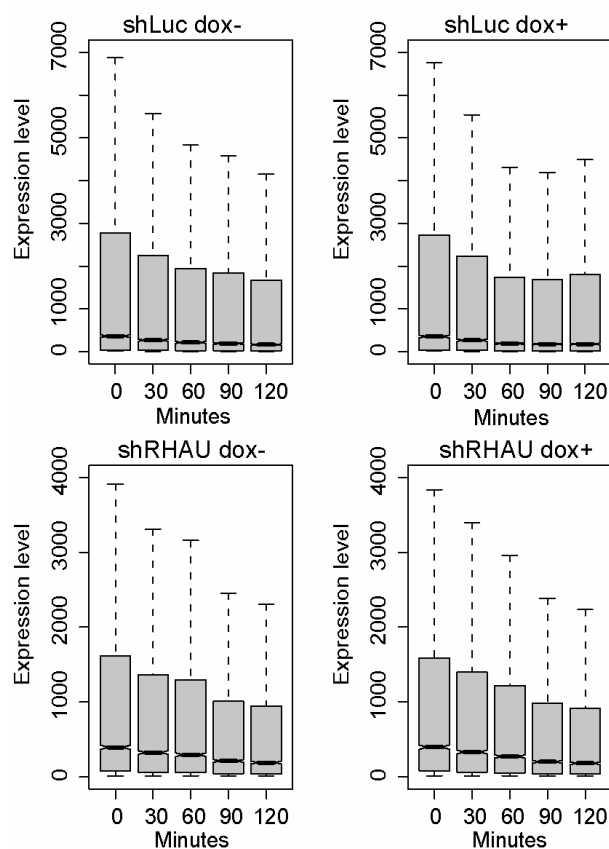 shLuc dox-
shLuc dox+
Expression level
7000
5000
3000
1000
0
0 30 60 90 120
Minutes
Expression level
7000
5000
3000
1000
0
0 30 60 90 120
Minutes
shRHAU dox-
shRHAU dox+
Expression level
4000
3000
2000
1000
0
0 30 60 90 120
Minutes
Expression level
4000
3000
2000
1000
0
0 30 60 90 120
Minutes